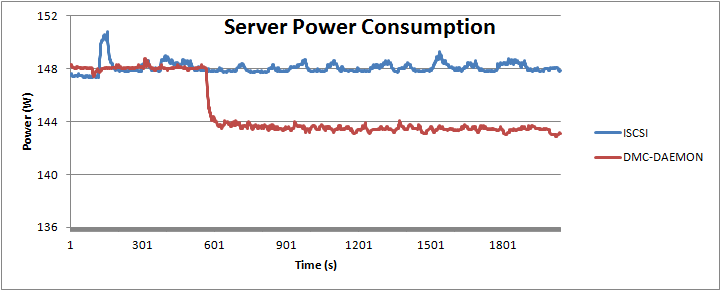 Server Power Consumption
152
148
144
140
136
Power (W)
1 301 601 901 1201 1501 1801
Time (s)
ISCSI
DMC-DAEMON